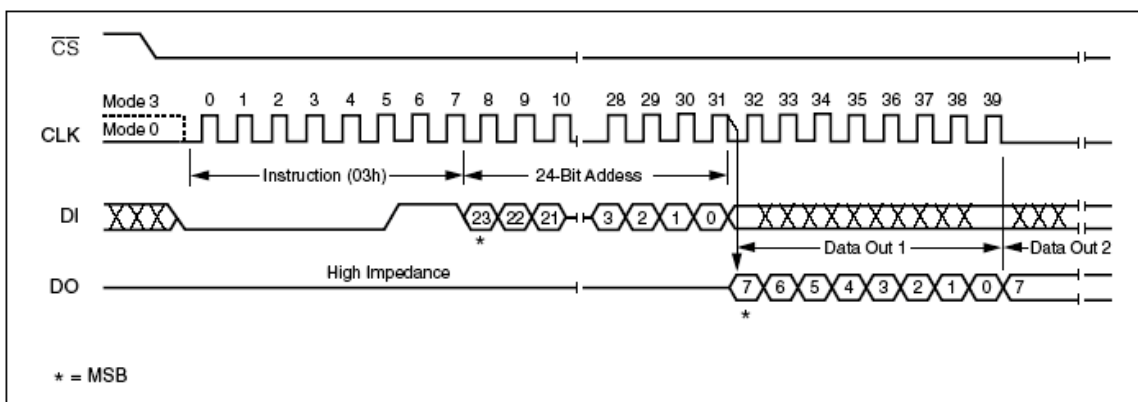 CS
Mode 3 0 1 2 3 4 5 6 7 8 9 10 28 29 30 31 32 33 34 35 36 37 38 39
CLK Mode 0
Instruction (03h) 24-Bit Addess
DI 23 22 21 3 2 1 0
*
Data Out 1 Data Out 2
High Impedance
DO 7 6 5 4 3 2 1 0 7
*
* = MSB